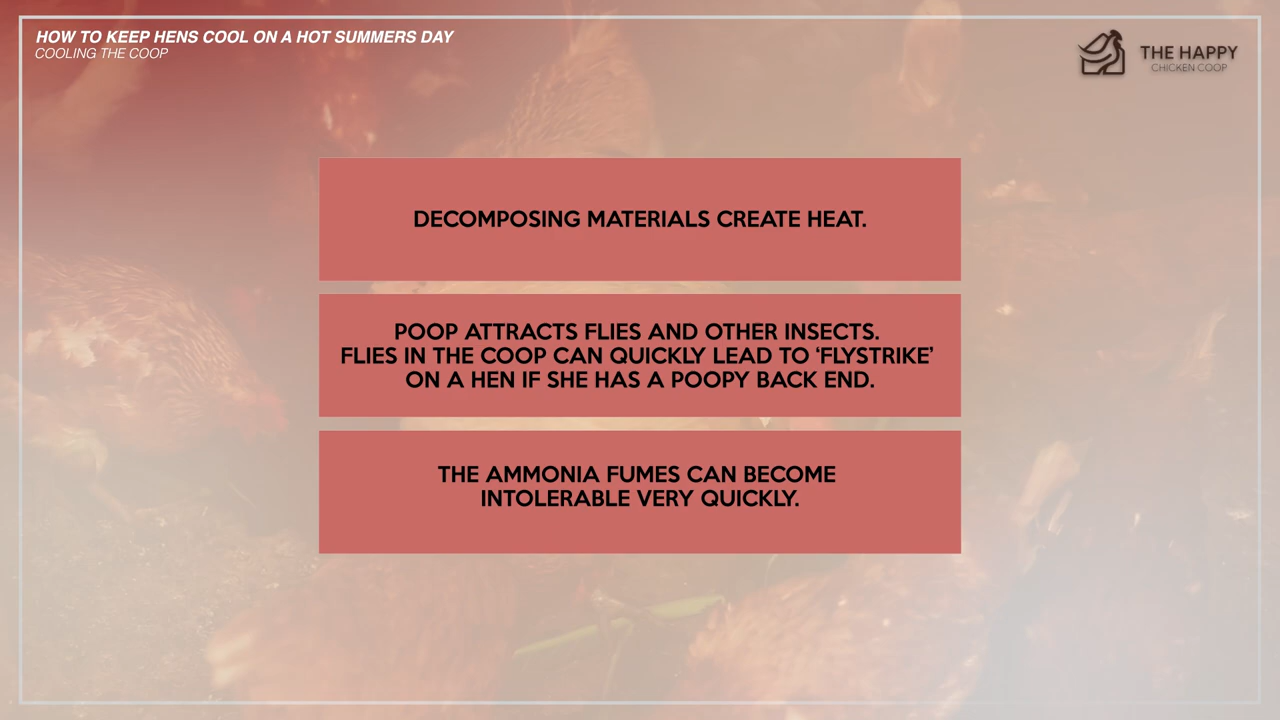 HOW TO KEEP HENS COOL ON A HOT SUMMERS DAY
COOLING THE COOP
THE HAPPY
CHICKEN COOP
DECOMPOSING MATERIALS CREATE HEAT.
POOP ATTRACTS FLIES AND OTHER INSECTS.
FLIES IN THE COOP CAN QUICKLY LEAD TO ‘FLYSTRIKE’
ON A HEN IF SHE HAS A POOPY BACK END.
THE AMMONIA FUMES CAN BECOME
INTOLERABLE VERY QUICKLY.